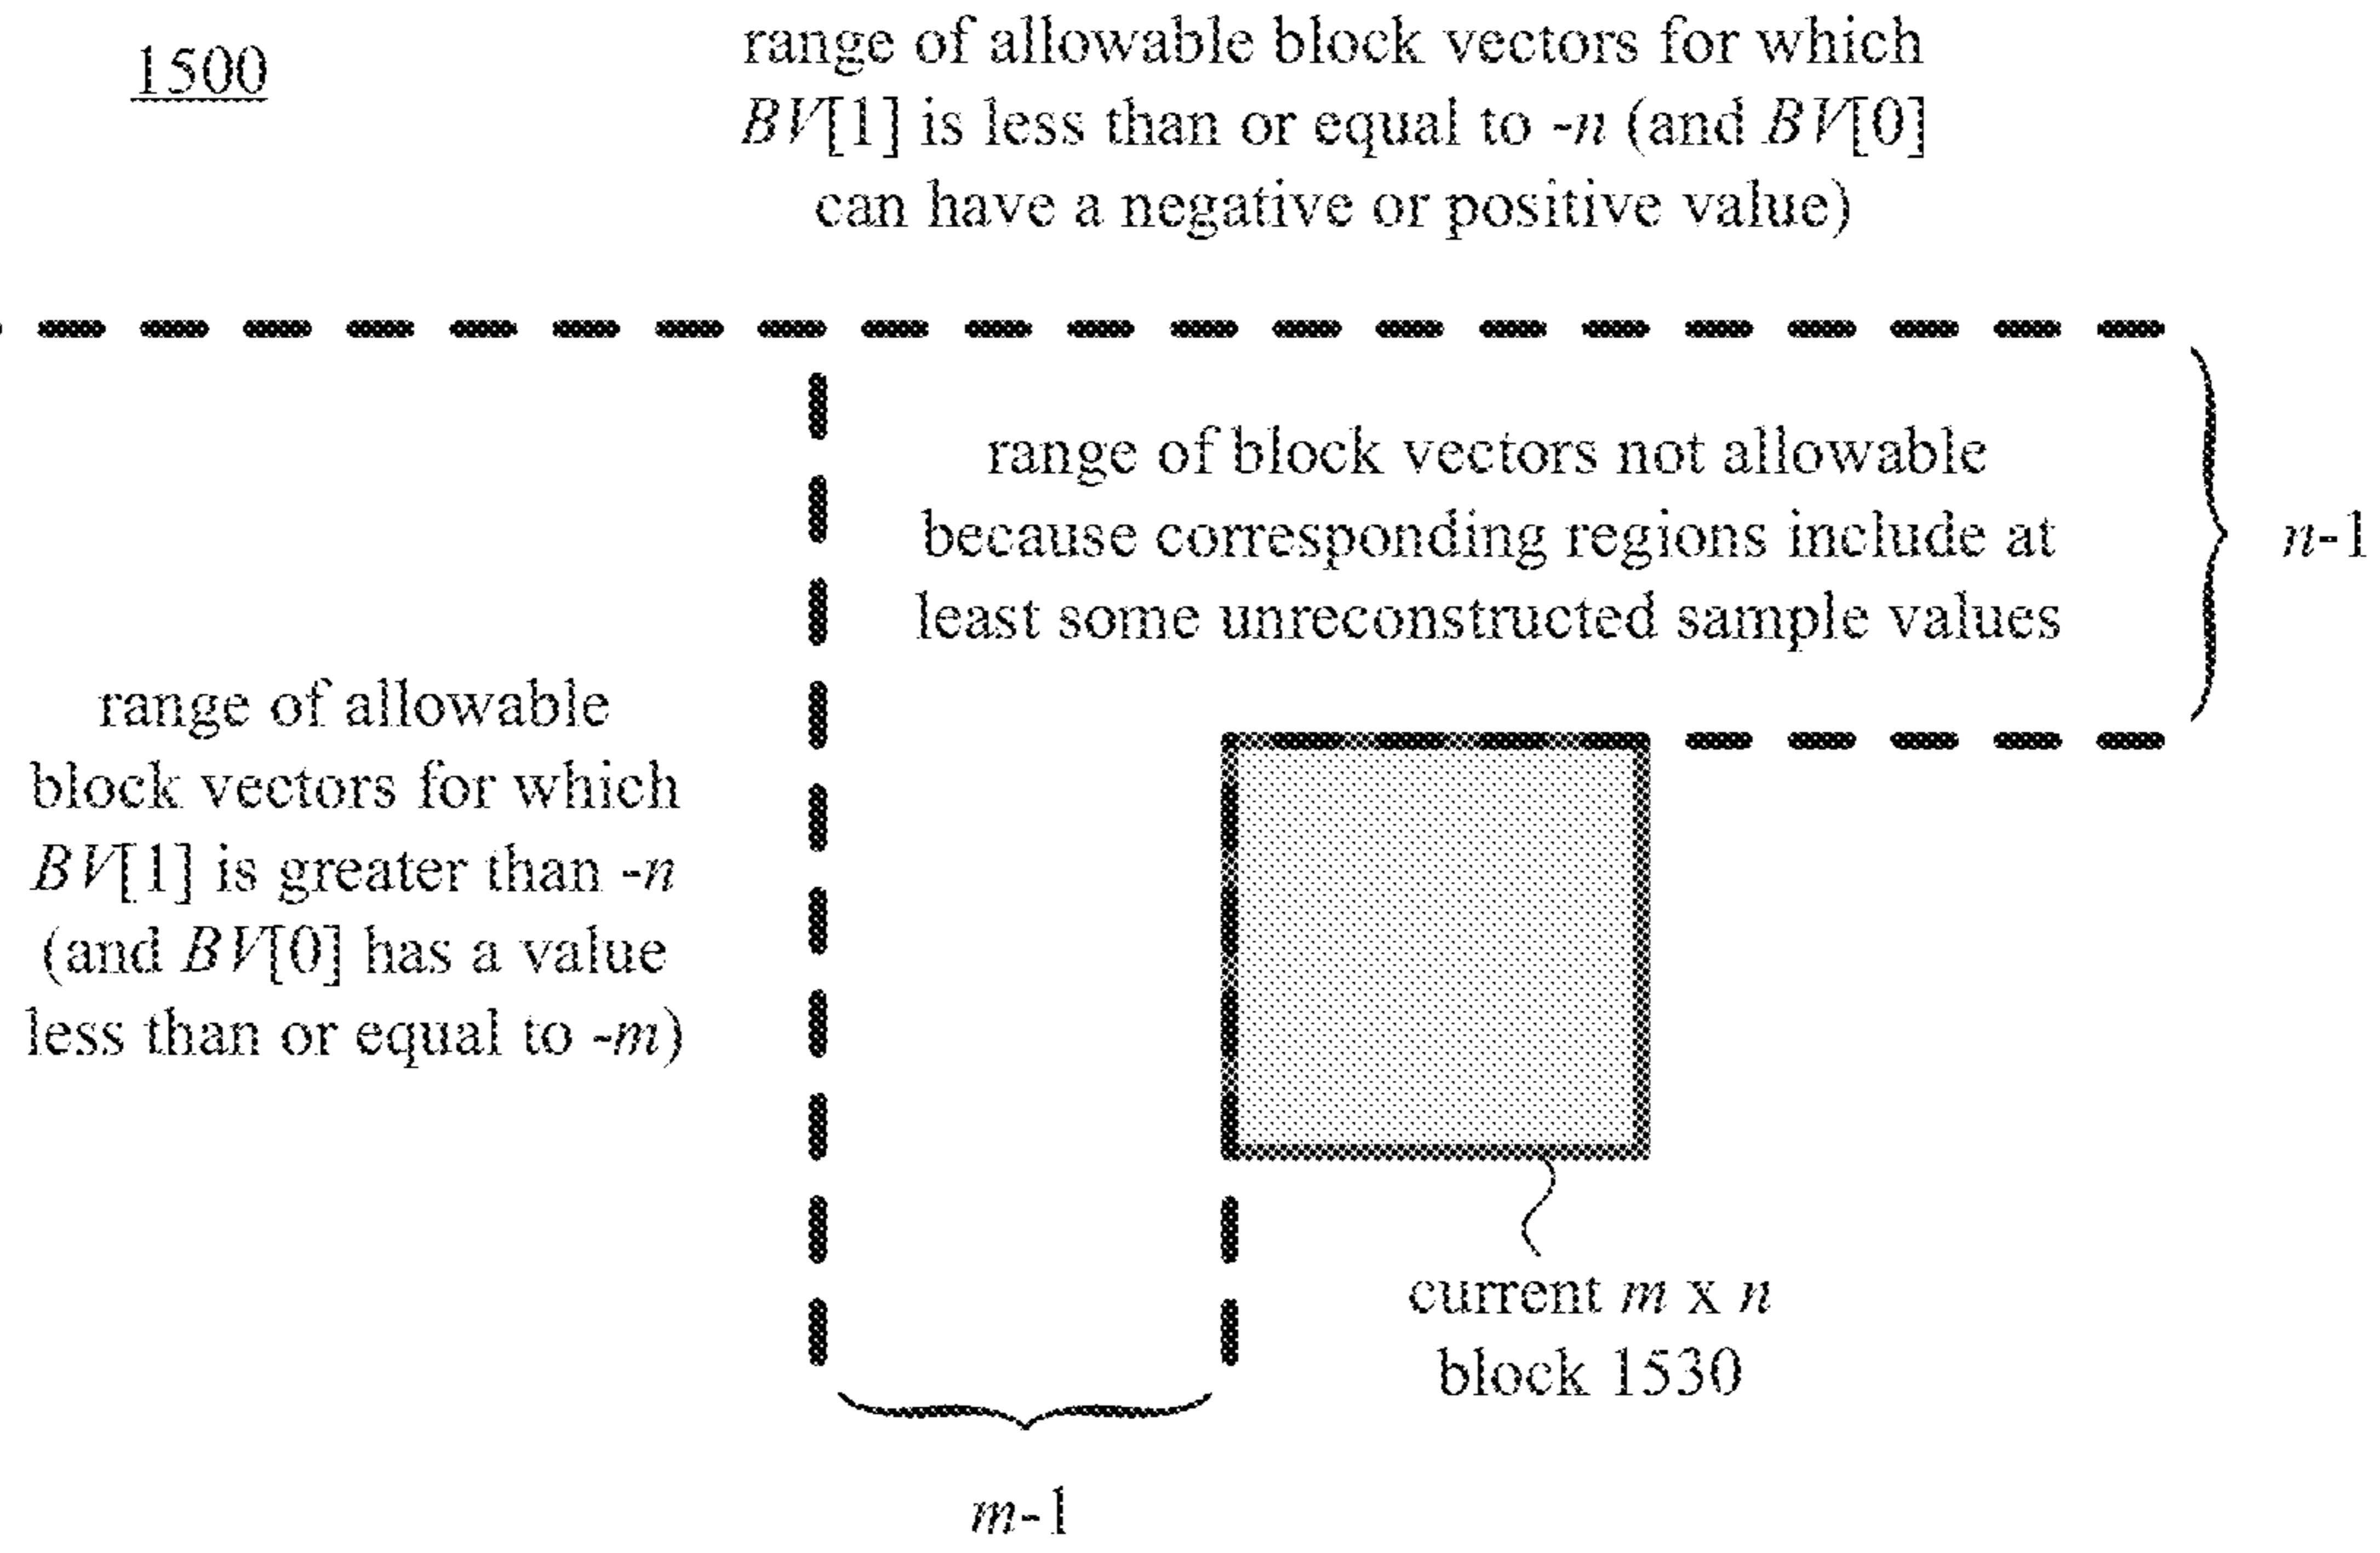 1500
range of allowable block vectors for which
BV[1] is less than or equal to -n (and BV[0]
can have a negative or positive value)
range of block vectors not allowable
because corresponding regions include at
least some unreconstructed sample values
n-1
range of allowable
block vectors for which
BV[1] is greater than -n
(and BV[0] has a value
less than or equal to -m)
current m x n
block 1530
m-1